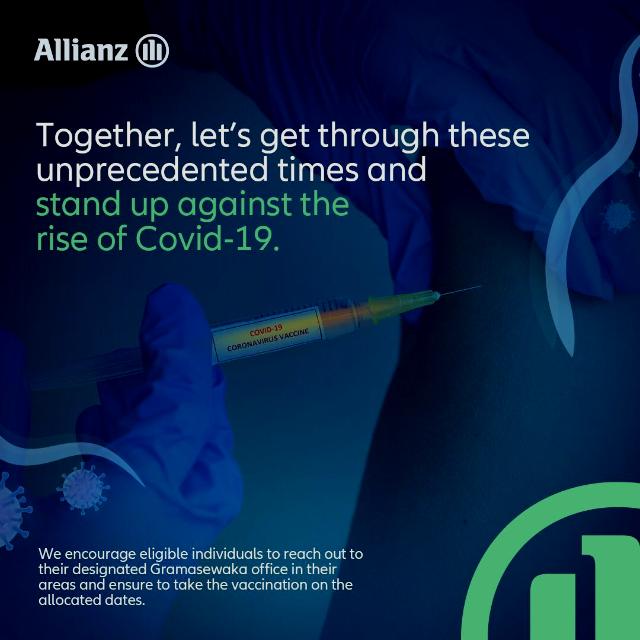 Allianz
Together, let's get through these
unprecedented times and
stand up against the
rise of Covid-19.
COVID-19
CORONAVIRUS VACCINE
We encourage eligible individuals to reach out to
their designated Gramasewaka office in their
areas and ensure to take the vaccination on the
allocated dates.